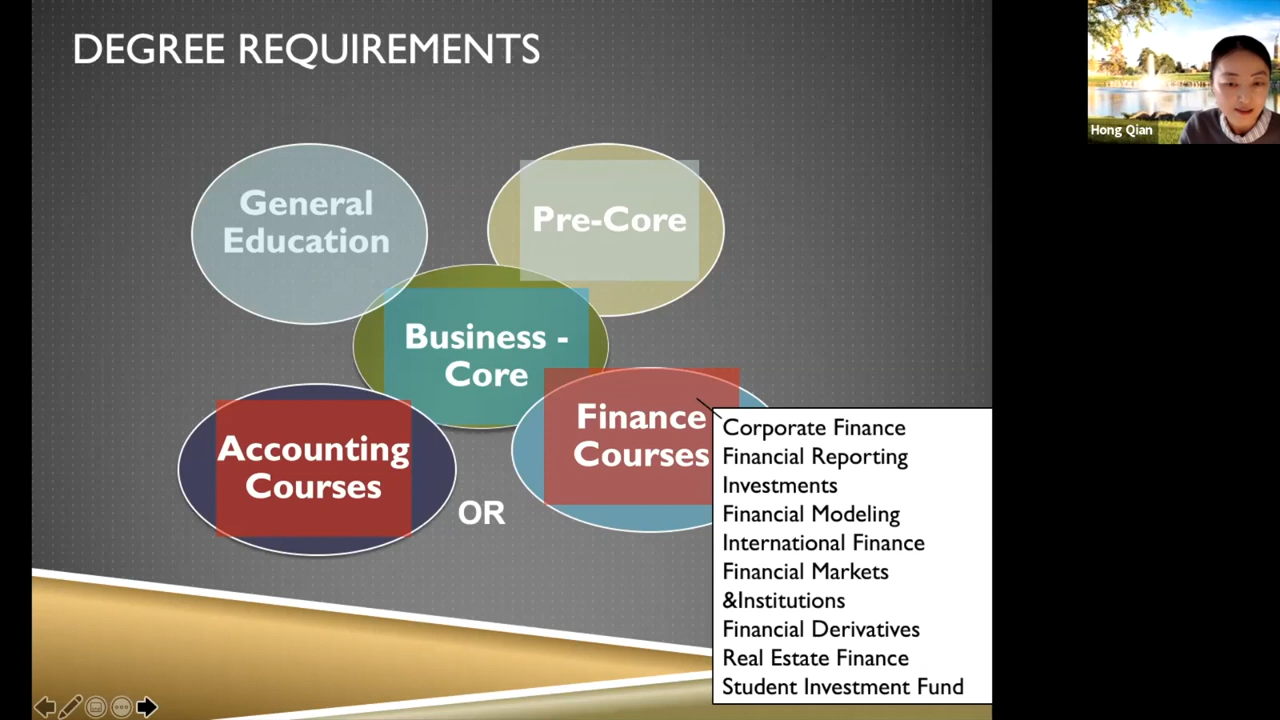 DEGREE REQUIREMENTS
Hong Qian
General
Education
Pre-Core
Business -
Core
Accounting
Courses
OR
Finance
Courses
Corporate Finance
Financial Reporting
Investments
Financial Modeling
International Finance
Financial Markets
&Institutions
Financial Derivatives
Real Estate Finance
Student Investment Fund